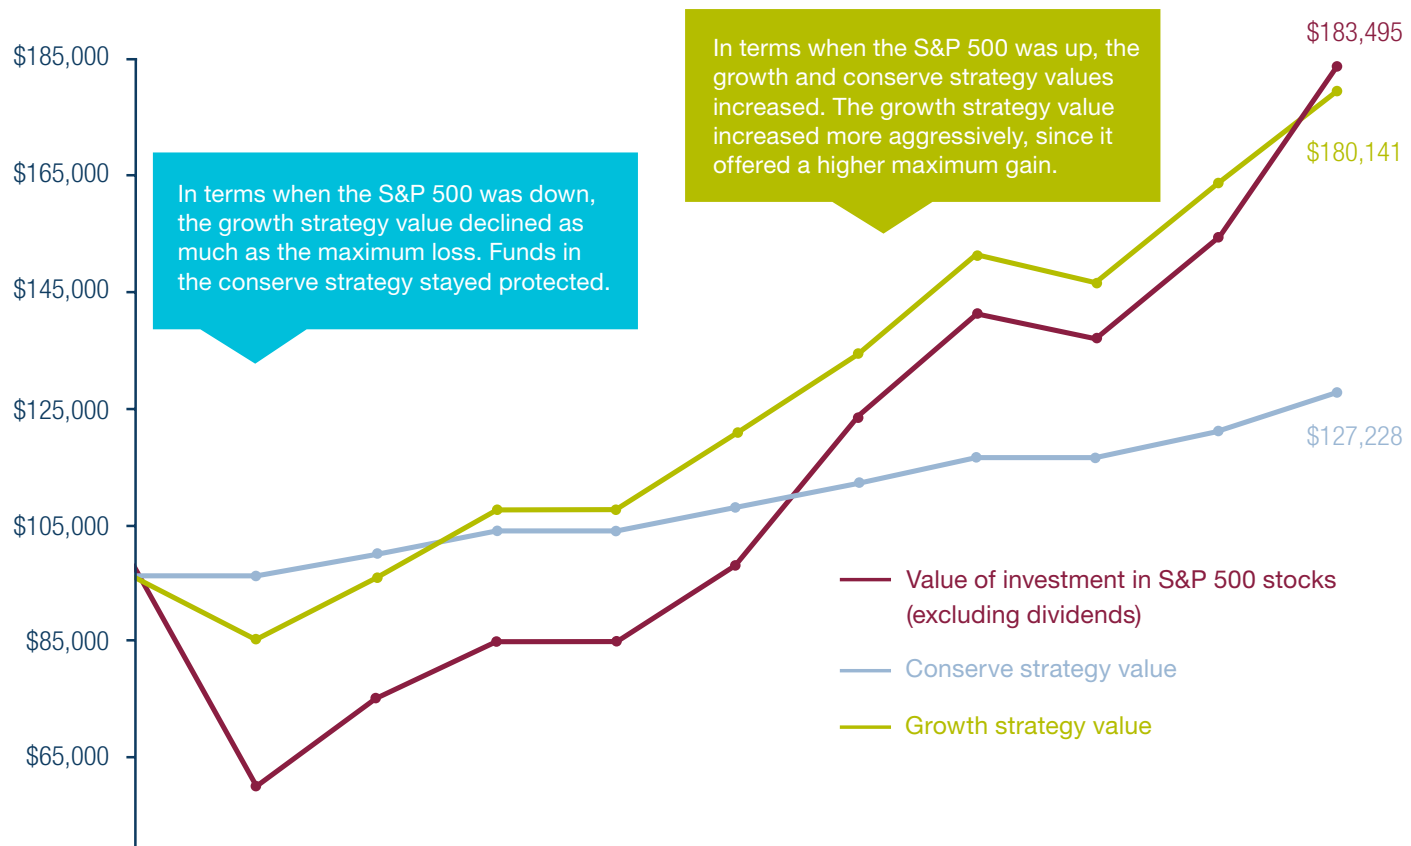 $185,000
$165,000
$145,000
$125,000
$105,000
$85,000
$65,000
In terms when the S&P 500 was down,
the growth strategy value declined as
much as the maximum loss. Funds in
the conserve strategy stayed protected.
In terms when the S&P 500 was up, the
growth and conserve strategy values
increased. The growth strategy value
increased more aggressively, since it
offered a higher maximum gain.
$183,495
$180,141
$127,228
Value of investment in S&P 500 stocks
(excluding dividends)
Conserve strategy value
Growth strategy value